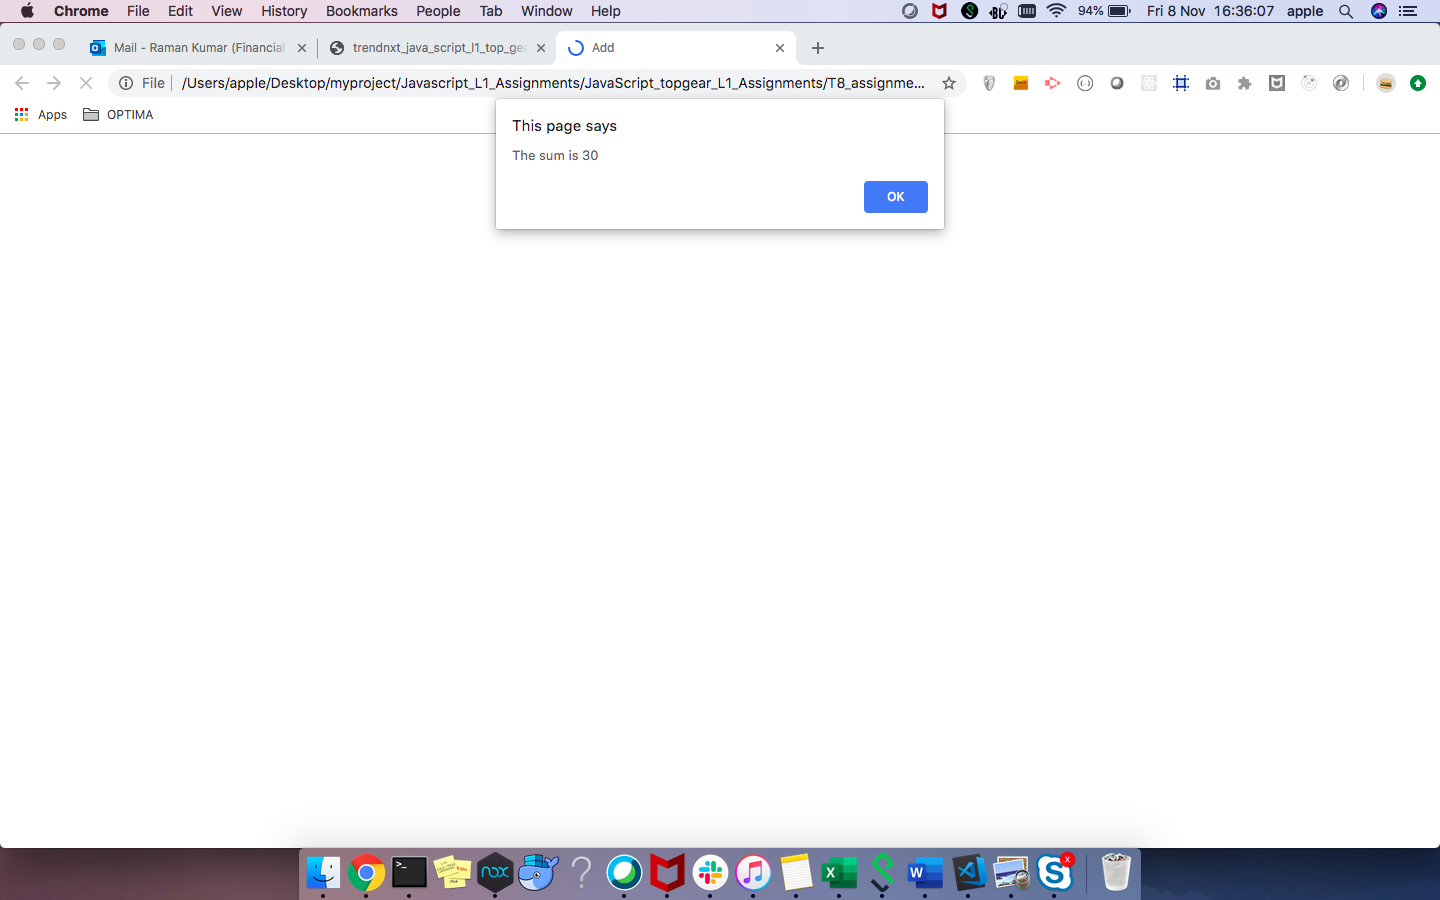 Chrome File Edit View History Bookmarks People Tab Window Help 94% Fri 8 Nov 16:36:07 apple
Mail - Raman Kumar (Financial trendnxt_java_script_l1_top_gea Add
File /Users/apple/Desktop/myproject/Javascript_L1_Assignments/JavaScript_topgear_L1_Assignments/T8_assignme...
Apps OPTIMA
This page says
The sum is 30
OK